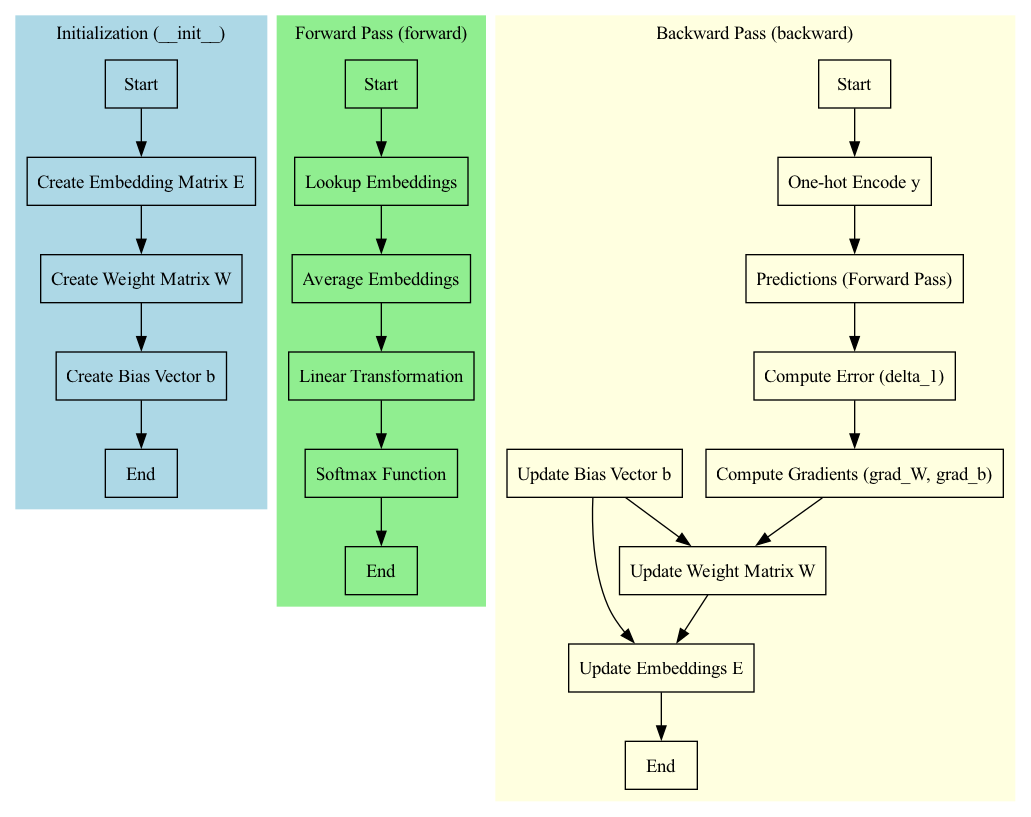 Initialization (__init__)
Start
Create Embedding Matrix E
Create Weight Matrix W
Create Bias Vector b
End
Forward Pass (forward)
Start
Lookup Embeddings
Average Embeddings
Linear Transformation
Softmax Function
End
Backward Pass (backward)
Start
One-hot Encode y
Predictions (Forward Pass)
Compute Error (delta_1)
Update Bias Vector b
Compute Gradients (grad_W, grad_b)
Update Weight Matrix W
Update Embeddings E
End